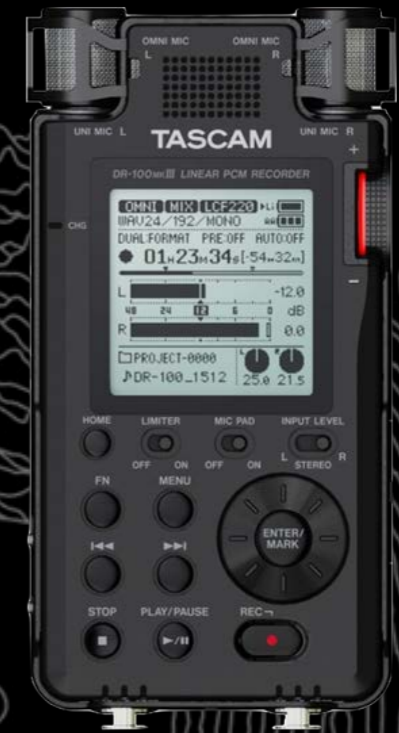 OMNI MIC OMNI MIC
L R
UNI MIC L UNI MIC R
TASCAM
+
DR-100MKIII LINEAR PCM RECORDER
OMNI MIX LCF220 Li
WAV24/192/MONO
CHG
DUAL:FORMAT PRE:OFF AUTO:OFF
01H23M34S[-54M32S]
L -12.0
48 24 12 6 0 dB
R 0.0
−
PROJECT-0000 L R
DR-100_1512 25.0 21.5
HOME LIMITER MIC PAD INPUT LEVEL
L R
OFF ON OFF ON STEREO
FN MENU
ENTER/
MARK
STOP PLAY/PAUSE REC